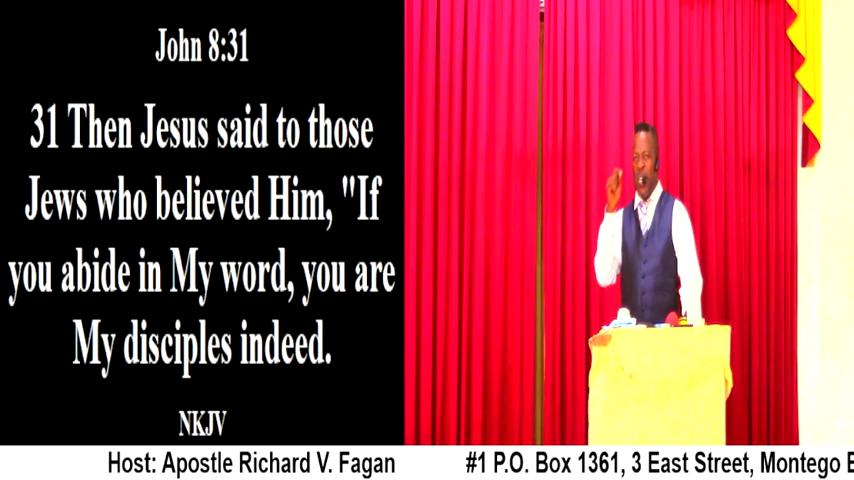 John 8:31
31 Then Jesus said to those
Jews who believed Him, "If
you abide in My word, you are
My disciples indeed.
NKJV
Host: Apostle Richard V. Fagan #1 P.O. Box 1361, 3 East Street, Montego